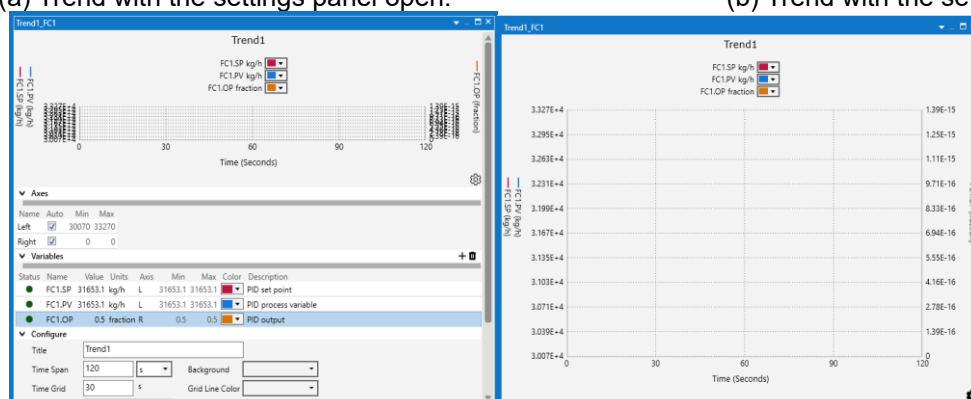 (a) Trend with the settings panel open.
(b) Trend with the se
Trend1_FC1
Trend1
FC1.SP kg/h
FC1.PV kg/h
FC1.OP fraction
FC1.SP (kg/h)
FC1.PV (kg/h)
FC1.OP (fraction)
0 30 60 90 120
Time (Seconds)
Axes
Name Auto Min Max
Left 30070 33270
Right 0 0
Variables
Status Name Value Units Axis Min Max Color Description
FC1.SP 31653.1 kg/h L 31653.1 31653.1 PID set point
FC1.PV 31653.1 kg/h L 31653.1 31653.1 PID process variable
FC1.OP 0.5 fraction R 0.5 0.5 PID output
Configure
Title Trend1
Time Span 120 s Background
Time Grid 30 s Grid Line Color
Trend1_FC1
Trend1
FC1.SP kg/h
FC1.PV kg/h
FC1.OP fraction
FC1.SP (kg/h)
FC1.PV (kg/h)
3.327E+4 1.39E-15
3.295E+4 1.25E-15
3.263E+4 1.11E-15
3.231E+4 9.71E-16
3.199E+4 8.33E-16
3.167E+4 6.94E-16
3.135E+4 5.55E-16
3.103E+4 4.16E-16
3.071E+4 2.78E-16
3.039E+4 1.39E-16
3.007E+4 0
0 30 60 90 120
Time (Seconds)